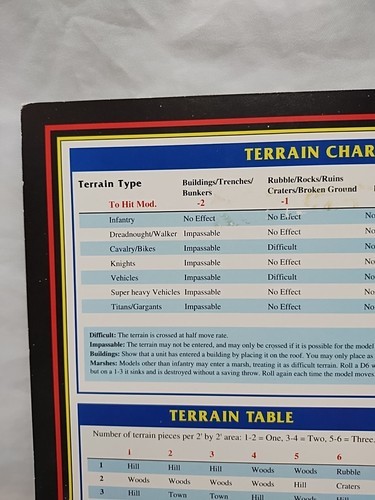 TERRAIN CHAR
Terrain Type Buildings/Trenches/ Rubble/Rocks/Ruins
Bunkers Craters/Broken Ground
To Hit Mod. -2 -1
Infantry No Effect No Effect No
Dreadnought/Walker Impassable No Effect No
Cavalry/Bikes Impassable Difficult No
Knights Impassable No Effect No
Vehicles Impassable Difficult No
Super heavy Vehicles Impassable No Effect No
Titans/Gargants Impassable No Effect No
Difficult: The terrain is crossed at half move rate.
Impassable: The terrain may not be entered, and may only be crossed if it is possible for the model
Buildings: Show that a unit has entered a building by placing it on the roof. You may only place as
Marshes: Models other than infantry may enter a marsh, treating it as difficult terrain. Roll a D6 w
but on a 1-3 it sinks and is destroyed without a saving throw. Roll again each time the model moves
TERRAIN TABLE
Number of terrain pieces per 2' by 2' area: 1-2 = One, 3-4 = Two, 5-6 = Three.
1 2 3 4 5 6
1 Hill Hill Hill Woods Woods Rubble
2 Woods Woods Woods Woods Hill Craters
3 Hill Town Town Hill